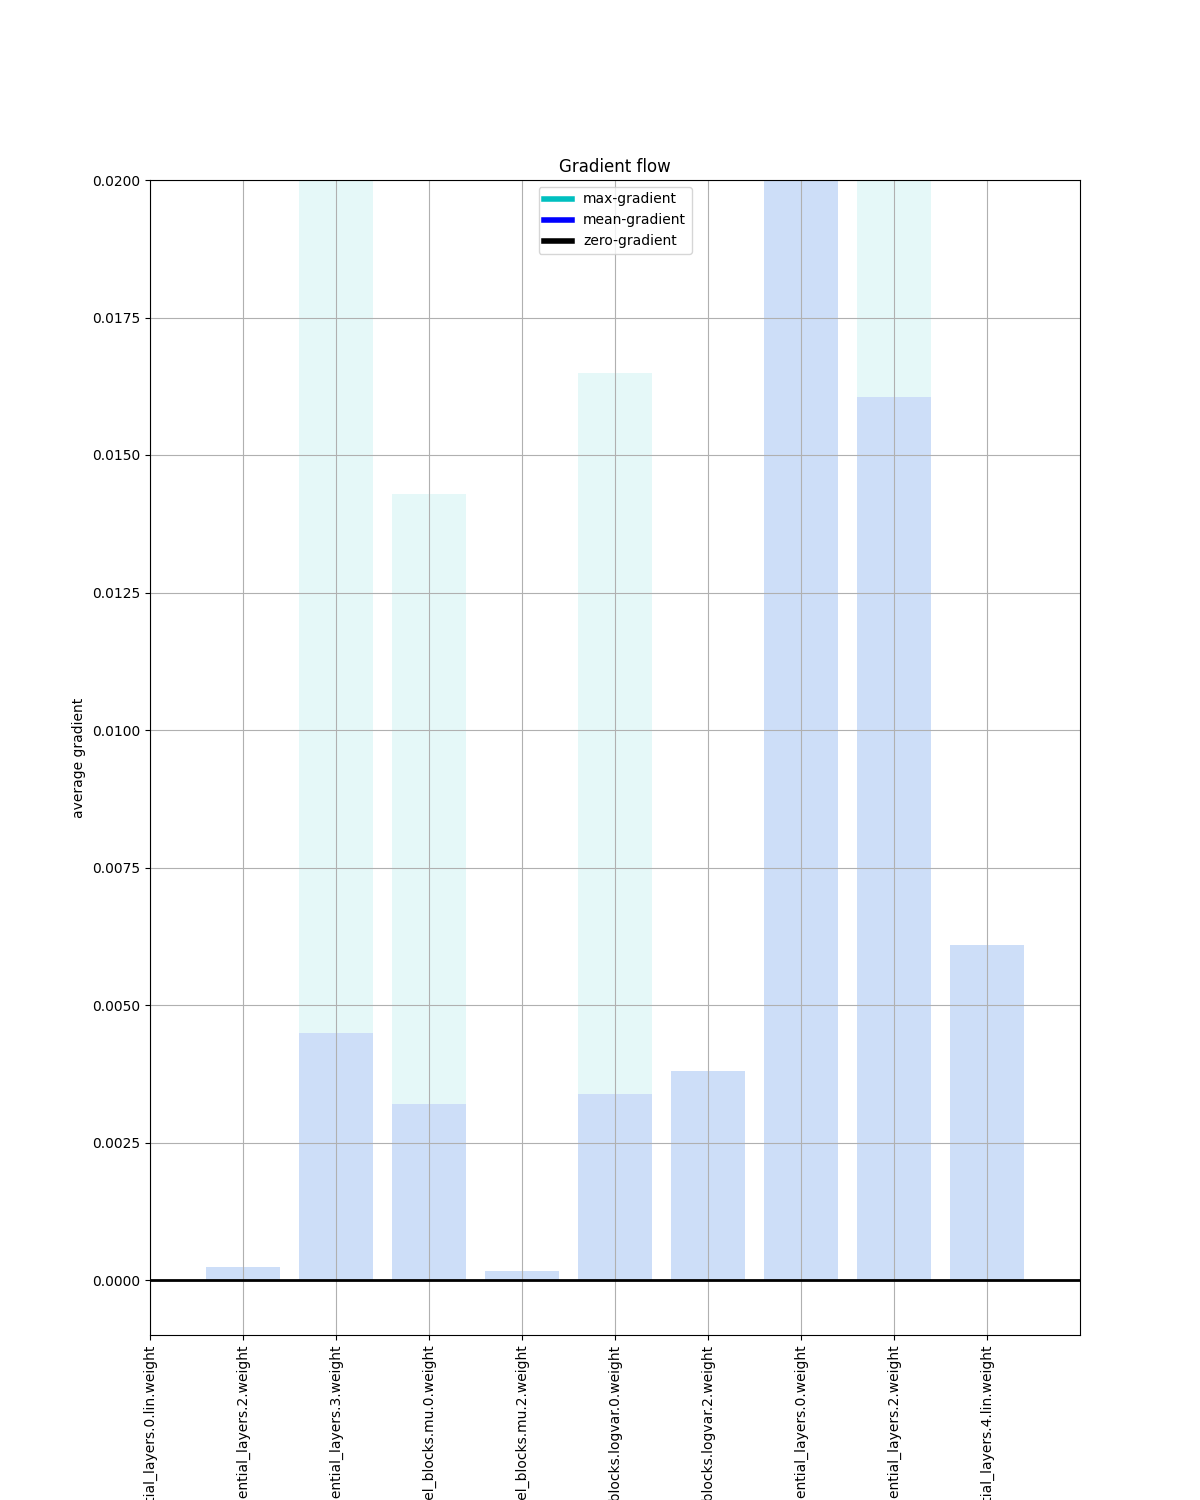 Gradient flow
max-gradient
mean-gradient
zero-gradient
0.0200
0.0175
0.0150
0.0125
0.0100
0.0075
0.0050
0.0025
0.0000
average gradient
tial_layers.0.lin.weight
ential_layers.2.weight
ential_layers.3.weight
el_blocks.mu.0.weight
el_blocks.mu.2.weight
blocks.logvar.0.weight
blocks.logvar.2.weight
ential_layers.0.weight
ential_layers.2.weight
tial_layers.4.lin.weight